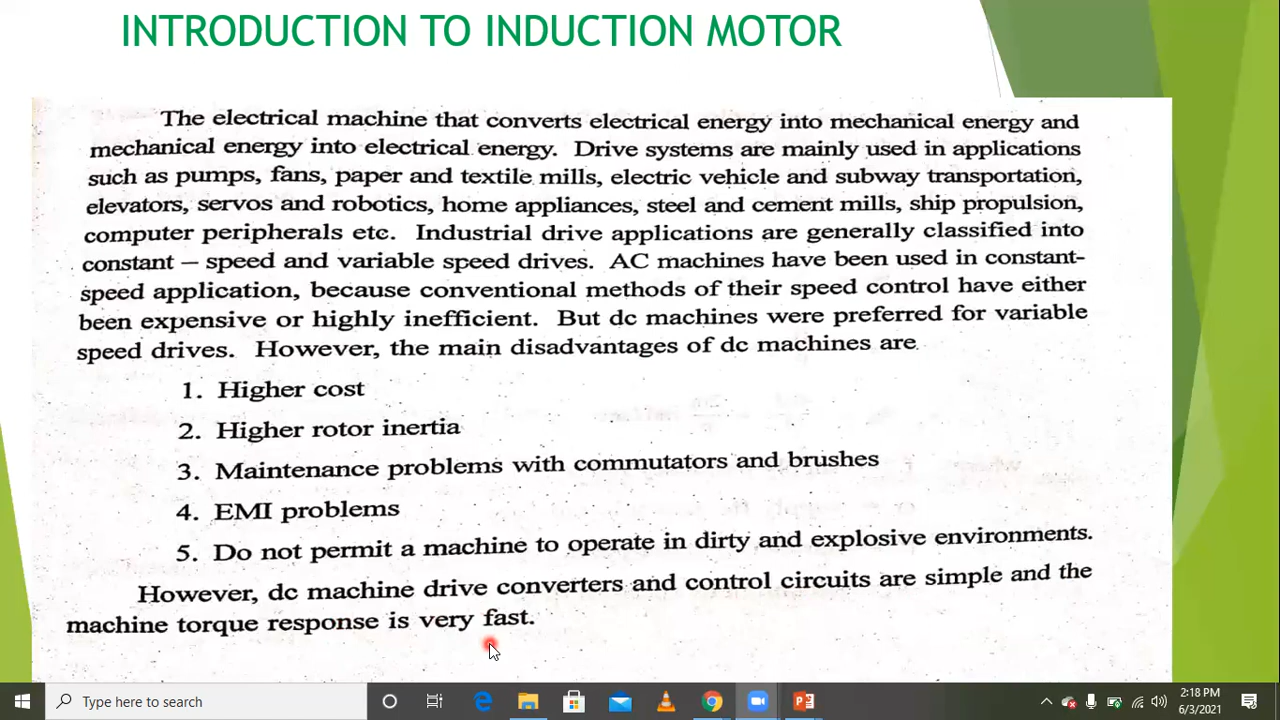 INTRODUCTION TO INDUCTION MOTOR
The electrical machine that converts electrical energy into mechanical energy and
mechanical energy into electrical energy. Drive systems are mainly used in applications
such as pumps, fans, paper and textile mills, electric vehicle and subway transportation,
elevators, servos and robotics, home appliances, steel and cement mills, ship propulsion,
computer peripherals etc. Industrial drive applications are generally classified into
constant – speed and variable speed drives. AC machines have been used in constant-
speed application, because conventional methods of their speed control have either
been expensive or highly inefficient. But dc machines were preferred for variable
speed drives. However, the main disadvantages of dc machines are
1. Higher cost
2. Higher rotor inertia
3. Maintenance problems with commutators and brushes
4. EMI problems
5. Do not permit a machine to operate in dirty and explosive environments.
However, dc machine drive converters and control circuits are simple and the
machine torque response is very fast.
Type here to search
2:18 PM
6/3/2021